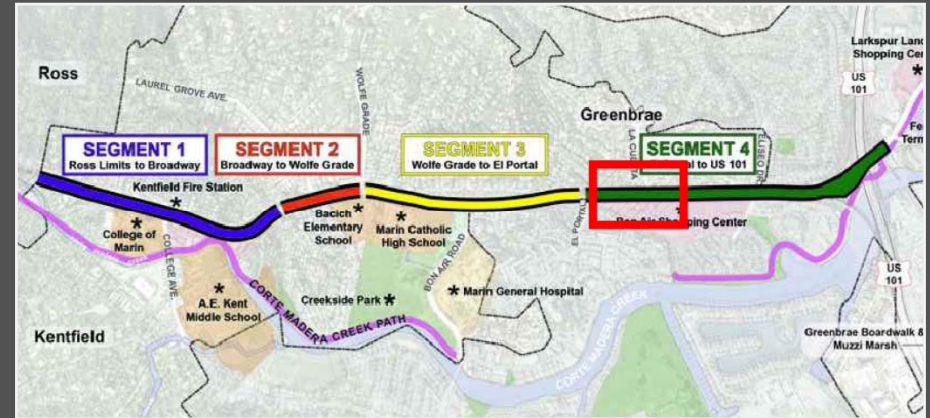 Ross
LAUREL GROVE AVE.
WOLFE GRADE
Greenbrae
LA CUESTA
ELISEO DR.
US
101
Larkspur
Shopping
SEGMENT 1
Ross Limits to Broadway
SEGMENT 2
Broadway to Wolfe Grade
SEGMENT 3
Wolfe Grade to El Portal
SEGMENT 4
to US 101
Kentfield Fire Station
College of
Marin
COLLEGE AVE.
Bacich
Elementary
School
Marin Catholic
High School
BON AIR ROAD
EL PORTAL
Bon Air Shopping Center
A.E. Kent
Middle School
CORTE MADERA CREEK PATH
Creekside Park
Marin General Hospital
CORTE MADERA CREEK
US
101
Kentfield
Greenbrae Boardwalk &
Muzzi Marsh